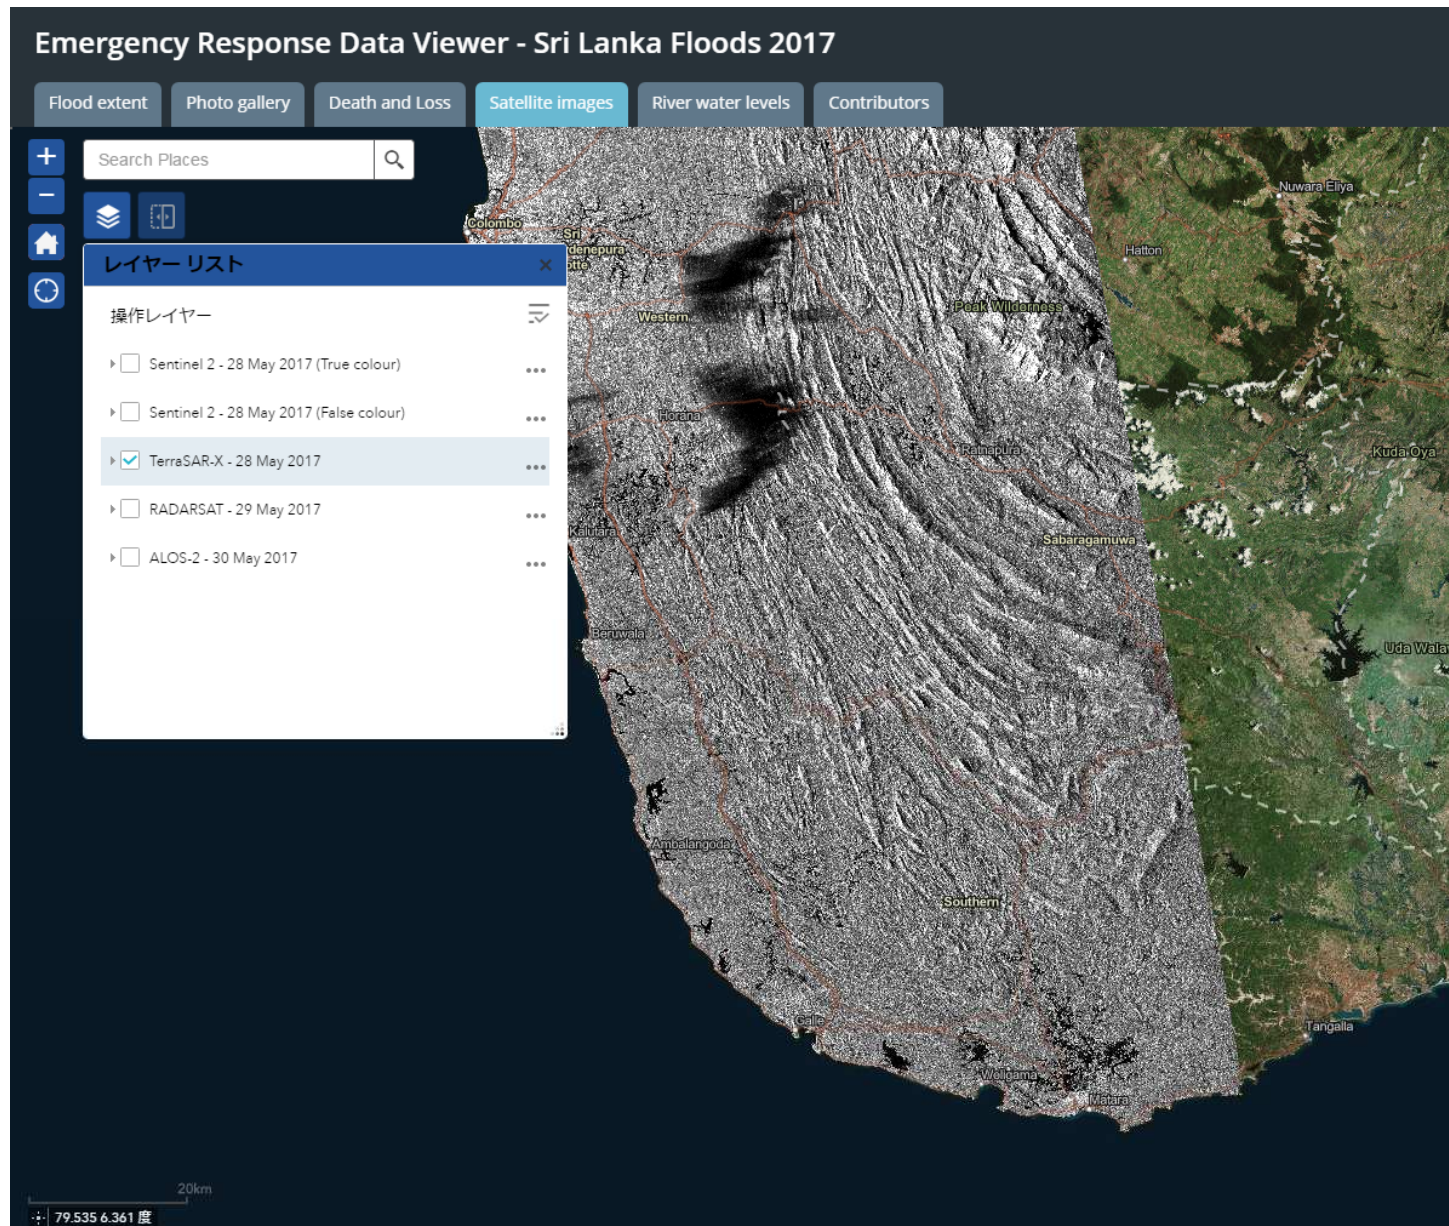 Emergency Response Data Viewer - Sri Lanka Floods 2017
Flood extent
Photo gallery
Death and Loss
Satellite images
River water levels
Contributors
Search Places
レイヤー リスト
操作レイヤー
Sentinel 2 - 28 May 2017 (True colour)
Sentinel 2 - 28 May 2017 (False colour)
TerraSAR-X - 28 May 2017
RADARSAT - 29 May 2017
ALOS-2 - 30 May 2017
Nuwara Eliya
Colombo
Sri
rdenepura
otte
Hatton
Peak Wilderness
Western
Horana
Ratnapura
Kuda Oya
Kalutara
Sabaragamuwa
Beruwala
Uda Wala
Ambalangoda
Southern
Galle
Tangalla
Weligama
Matara
20km
79.535 6.361 度